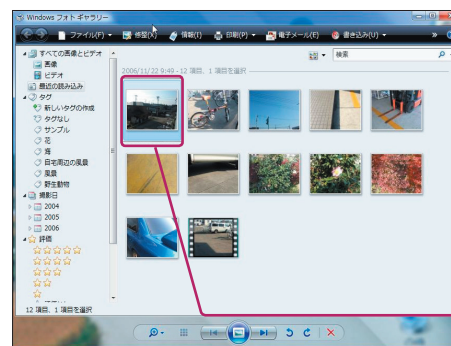 Windows フォト ギャラリー
ファイル(F) 修整(X) 情報(I) 印刷(P) 電子メール(E) 書き込み(U) »
すべての画像とビデオ
画像
ビデオ
最近の読み込み
タグ
新しいタグの作成
タグなし
サンプル
花
海
自宅周辺の風景
風景
野生動物
撮影日
2004
2005
2006
評価
検索
2006/11/22 9:49 - 12 項目、1 項目を選択
12 項目、1 項目を選択